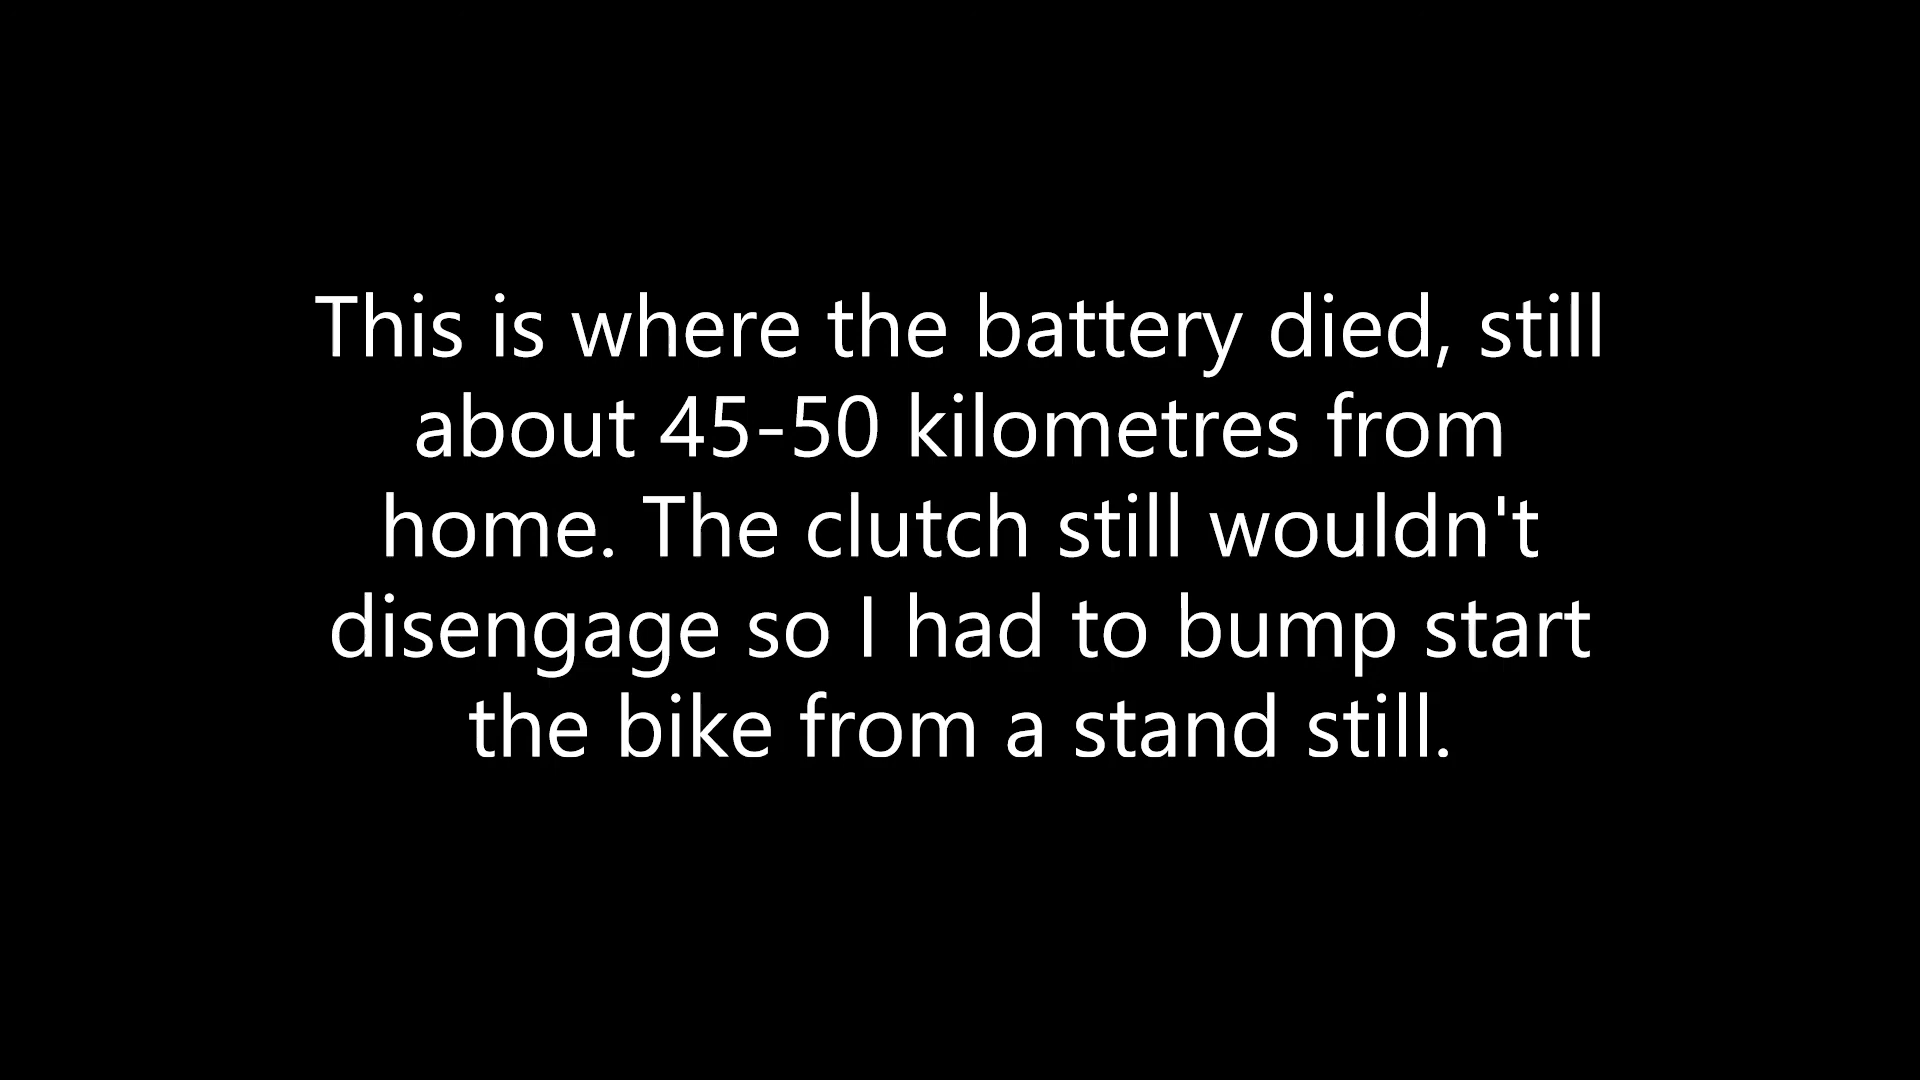 This is where the battery died, still
about 45-50 kilometres from
home. The clutch still wouldn't
disengage so I had to bump start
the bike from a stand still.